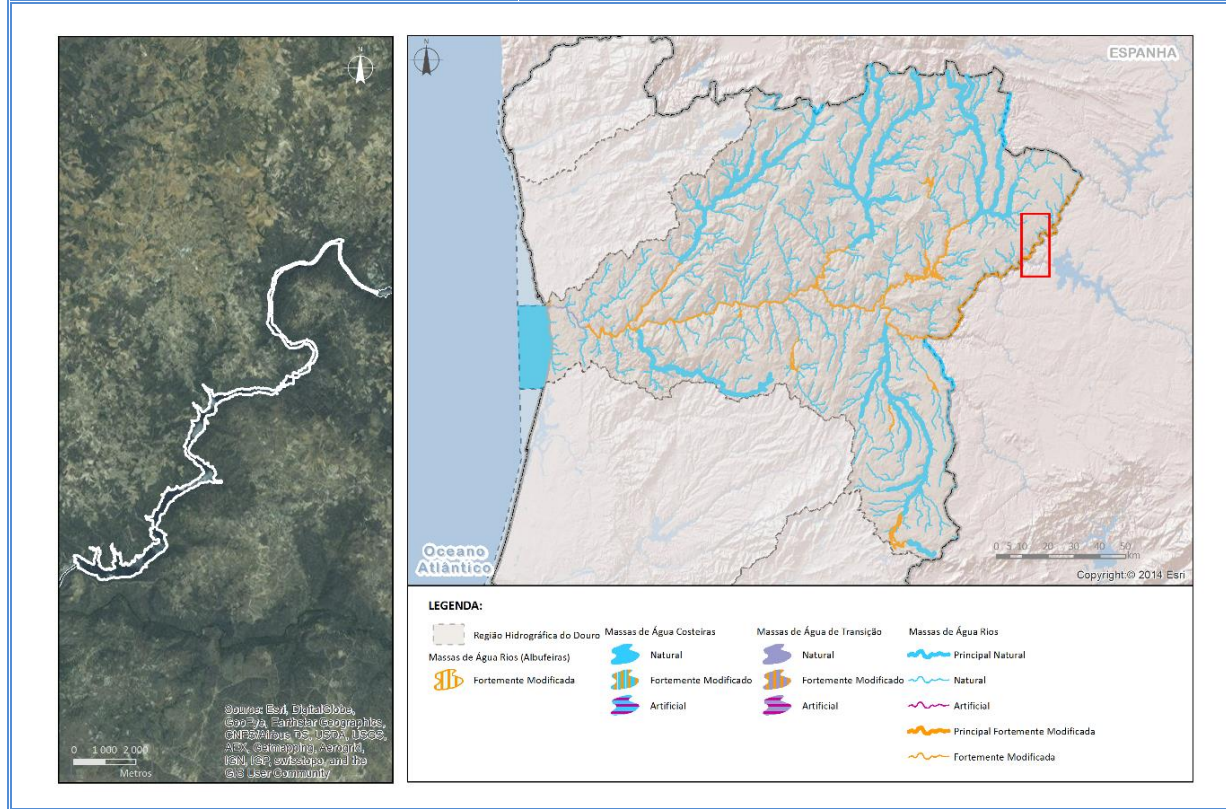 N
Source: Esri, DigitalGlobe,
GeoEye, Earthstar Geographics,
CNES/Airbus DS, USDA, USGS,
AEX, Getmapping, Aerogrid,
IGN, IGP, swisstopo, and the
GIS User Community
0 1 000 2 000
Metros
N
ESPANHA
Oceano
Atlântico
0 5 10 20 30 40 50
km
Copyright:© 2014 Esri
LEGENDA:
Região Hidrográfica do Douro
Massas de Água Rios (Albufeiras)
Fortemente Modificada
Massas de Água Costeiras
Natural
Fortemente Modificado
Artificial
Massas de Água de Transição
Natural
Fortemente Modificado
Artificial
Massas de Água Rios
Principal Natural
Natural
Artificial
Principal Fortemente Modificada
Fortemente Modificada